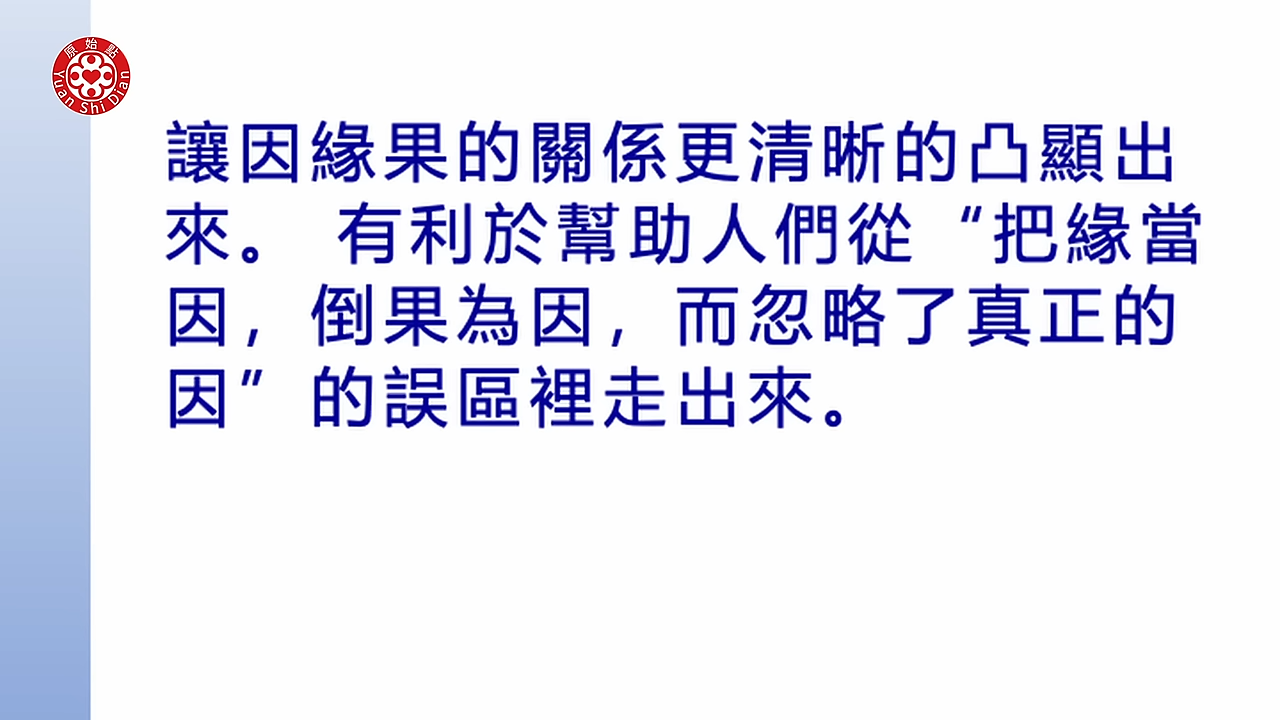 原始點
Yuan Shi Dian
讓因緣果的關係更清晰的凸顯出
來。 有利於幫助人們從“把緣當
因，倒果為因，而忽略了真正的
因”的誤區裡走出來。